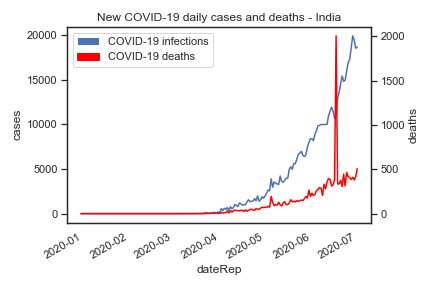 New COVID-19 daily cases and deaths - India
COVID-19 infections
COVID-19 deaths
20000
15000
10000
5000
0
cases
2000
1500
1000
500
0
deaths
2020-01
2020-02
2020-03
2020-04
2020-05
2020-06
2020-07
dateRep